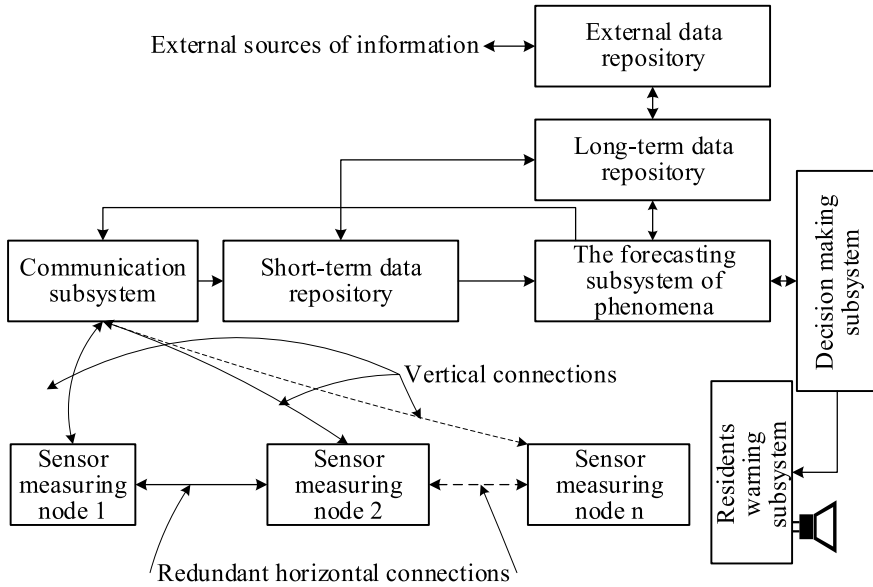 External sources of information
External data
repository
Long-term data
repository
Communication
subsystem
Short-term data
repository
The forecasting
subsystem of
phenomena
Decision making
subsystem
Vertical connections
Sensor
measuring
node 1
Sensor
measuring
node 2
Sensor
measuring
node n
Residents
warning
subsystem
Redundant horizontal connections